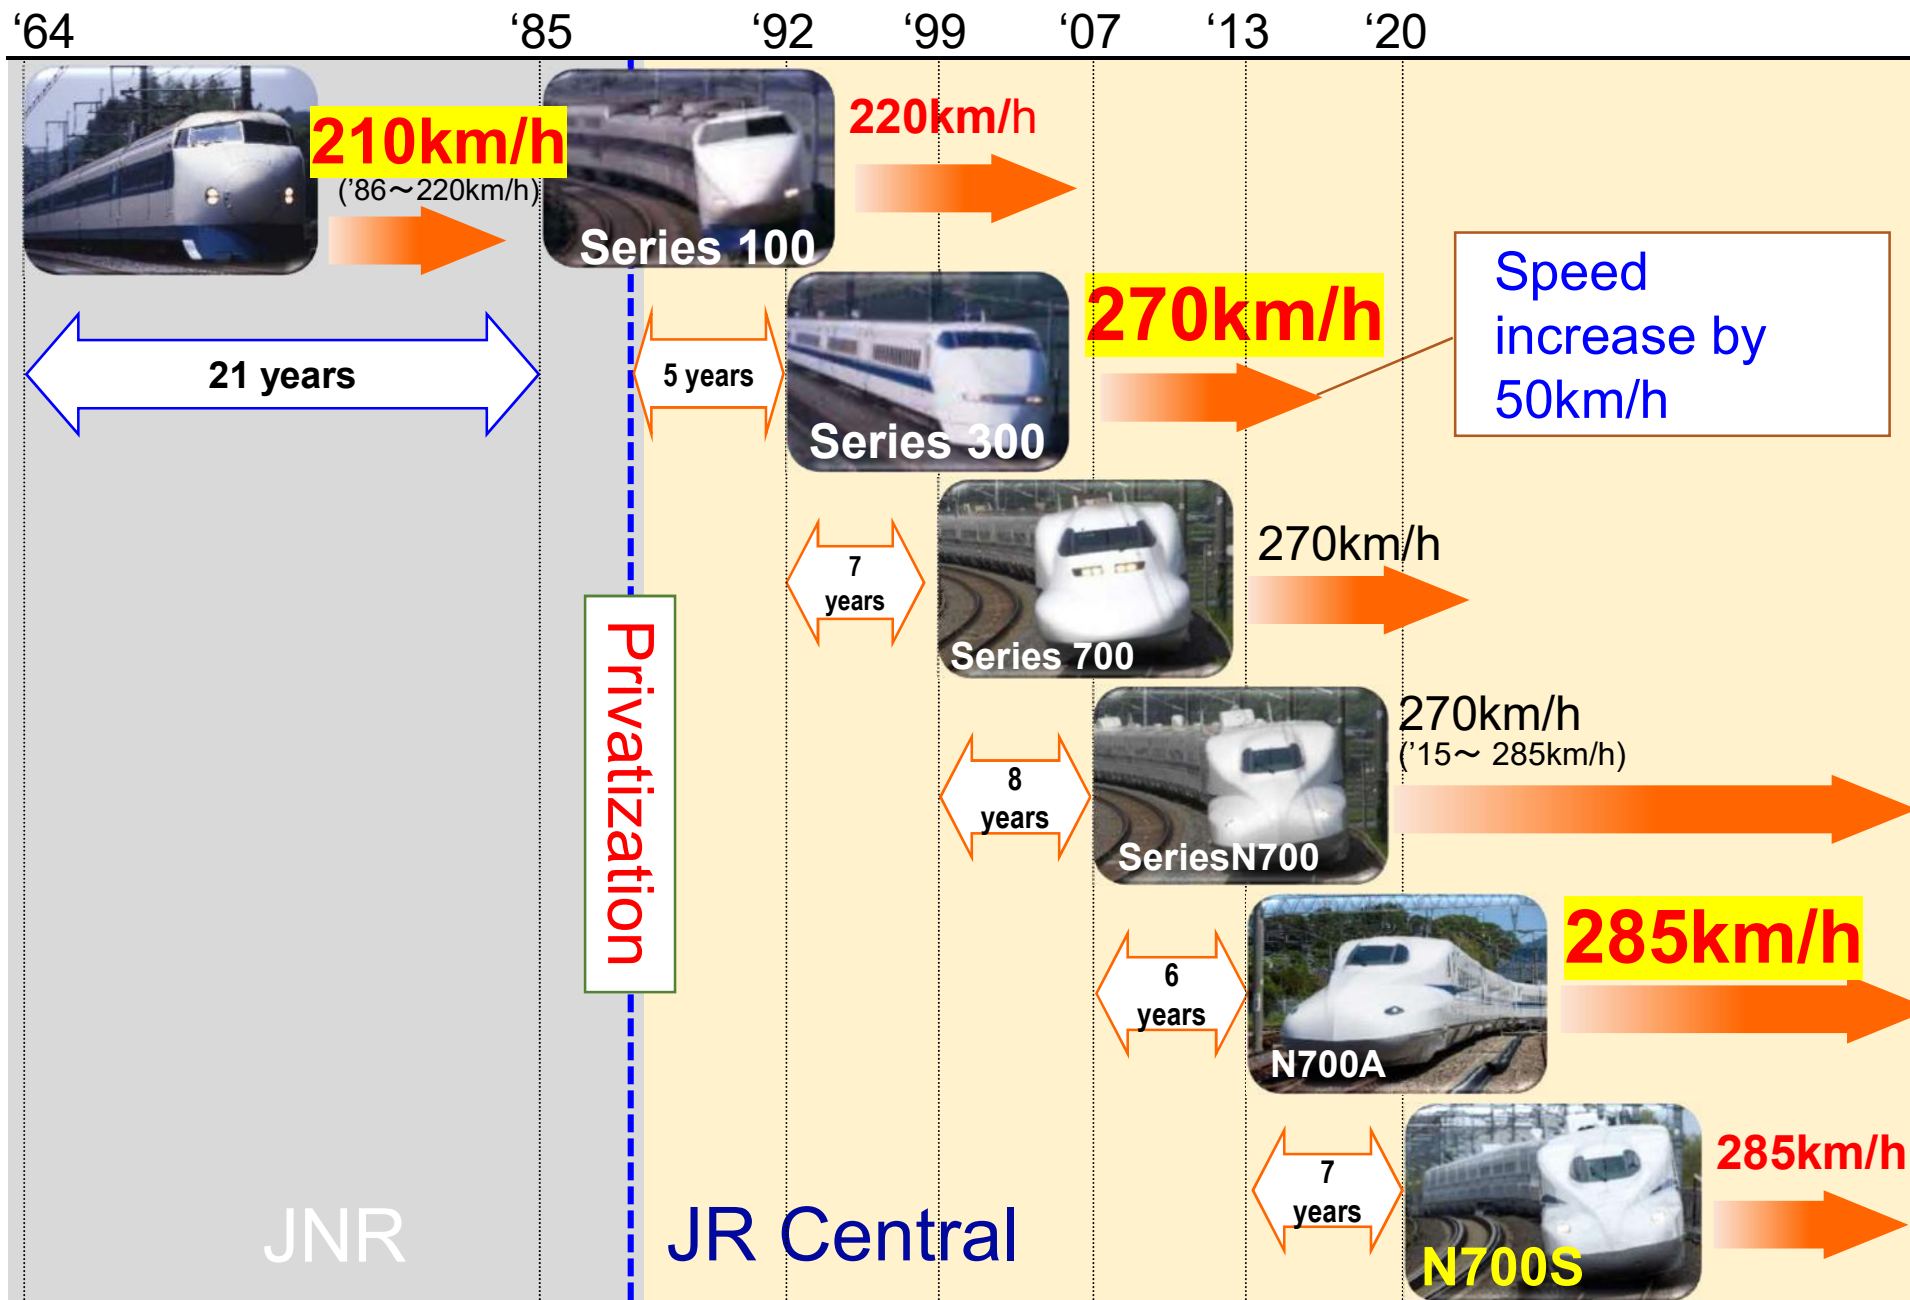 ‘64 ‘85 ‘92 ‘99 ‘07 ‘13 ‘20
210km/h
(’86～220km/h)
Series 100
220km/h
21 years
5 years
Series 300
270km/h
Speed
increase by
50km/h
7
years
Series 700
270km/h
Privatization
8
years
SeriesN700
270km/h
(’15～ 285km/h)
6
years
N700A
285km/h
7
years
N700S
285km/h
JNR
JR Central